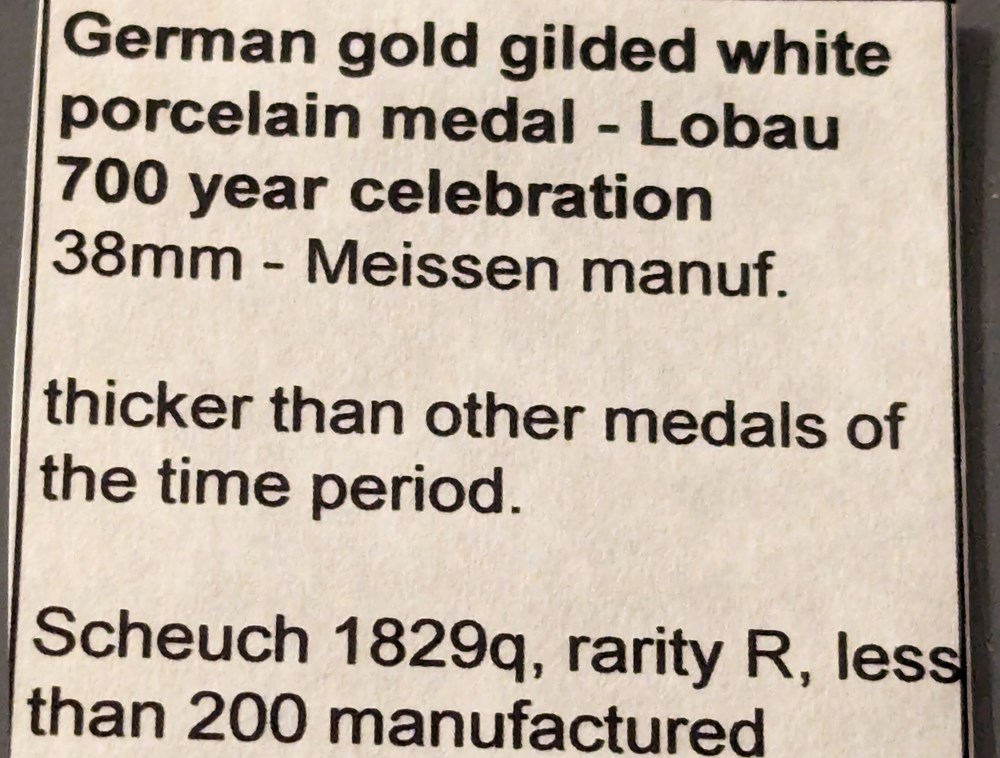 German gold gilded white
porcelain medal - Lobau
700 year celebration
38mm - Meissen manuf.
thicker than other medals of
the time period.
Scheuch 1829q, rarity R, less
than 200 manufactured